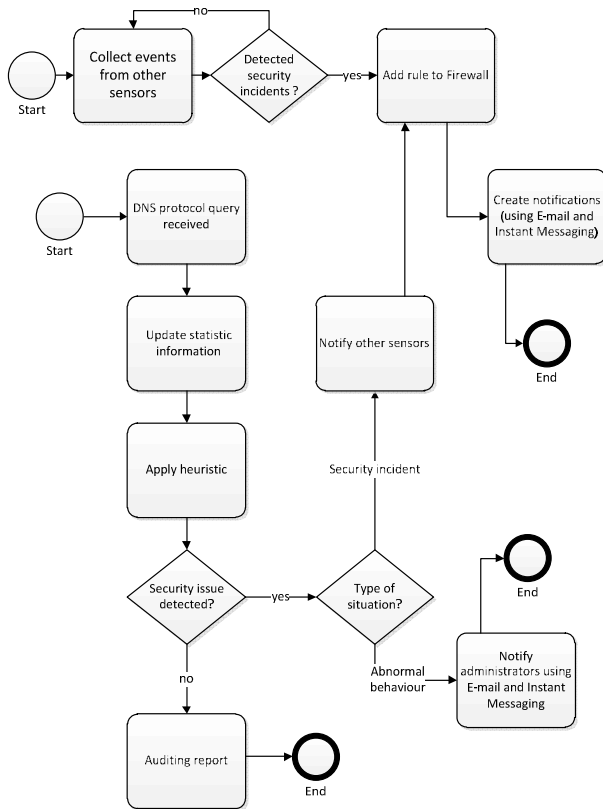 no
Collect events
from other
sensors
Detected
security
incidents ?
yes
Add rule to Firewall
Start
DNS protocol query
received
Create notifications
(using E-mail and
Instant Messaging)
Start
Update statistic
information
Notify other sensors
End
Apply heuristic
Security incident
Security issue
detected?
yes
Type of
situation?
End
no
Abnormal
behaviour
Notify
administrators using
E-mail and Instant
Messaging
Auditing report
End